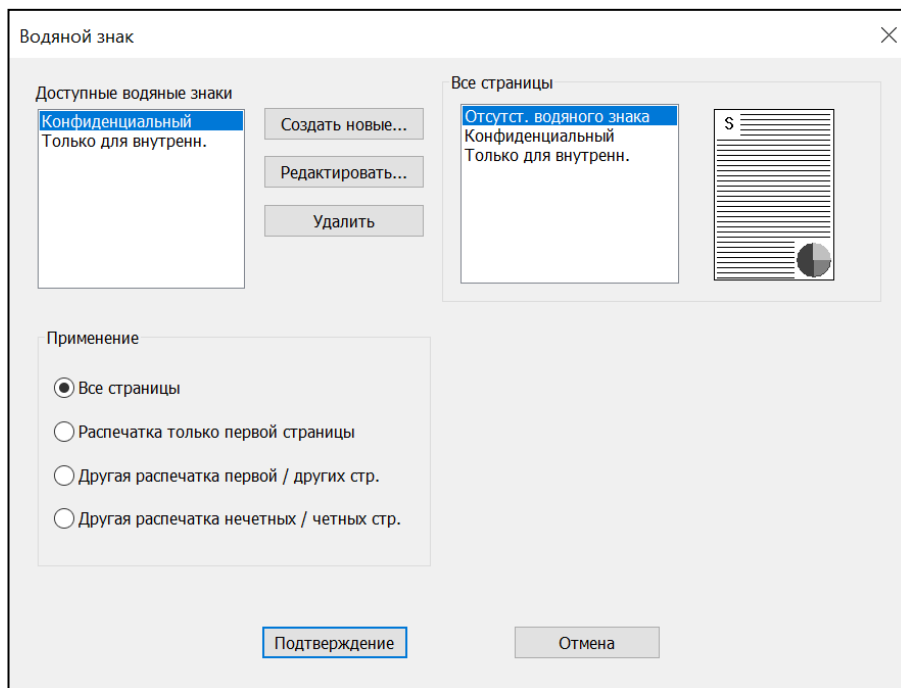 Водяной знак
Доступные водяные знаки
Конфиденциальный
Только для внутренн.
Создать новые...
Редактировать...
Удалить
Все страницы
Отсутст. водяного знака
Конфиденциальный
Только для внутренн.
S
Применение
Все страницы
Распечатка только первой страницы
Другая распечатка первой / других стр.
Другая распечатка нечетных / четных стр.
Подтверждение
Отмена